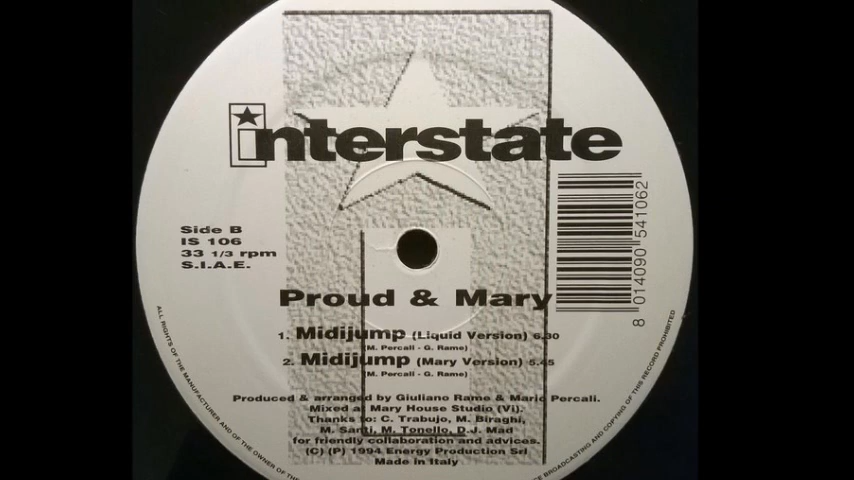 interstate
Side B
IS 106
33 1/3 rpm
S.I.A.E.
8 014090 541062
Proud & Mary
1. Midijump (Liquid Version) 6.30
(M. Percali - G. Rame)
2. Midijump (Mary Version) 5.45
(M. Percali - G. Rame)
Produced & arranged by Giuliano Rame & Mario Percali.
Mixed at Mary House Studio (Vi).
Thanks to: C. Trabujo, M. Biraghi,
M. Santi, M. Tonello, D.J. Mad
for friendly collaboration and advices.
(C) (P) 1994 Energy Production Srl
Made in Italy
ALL RIGHTS OF THE MANUFACTURER AND OF THE OWNER OF THE
BROADCASTING AND COPYING OF THIS RECORD PROHIBITED